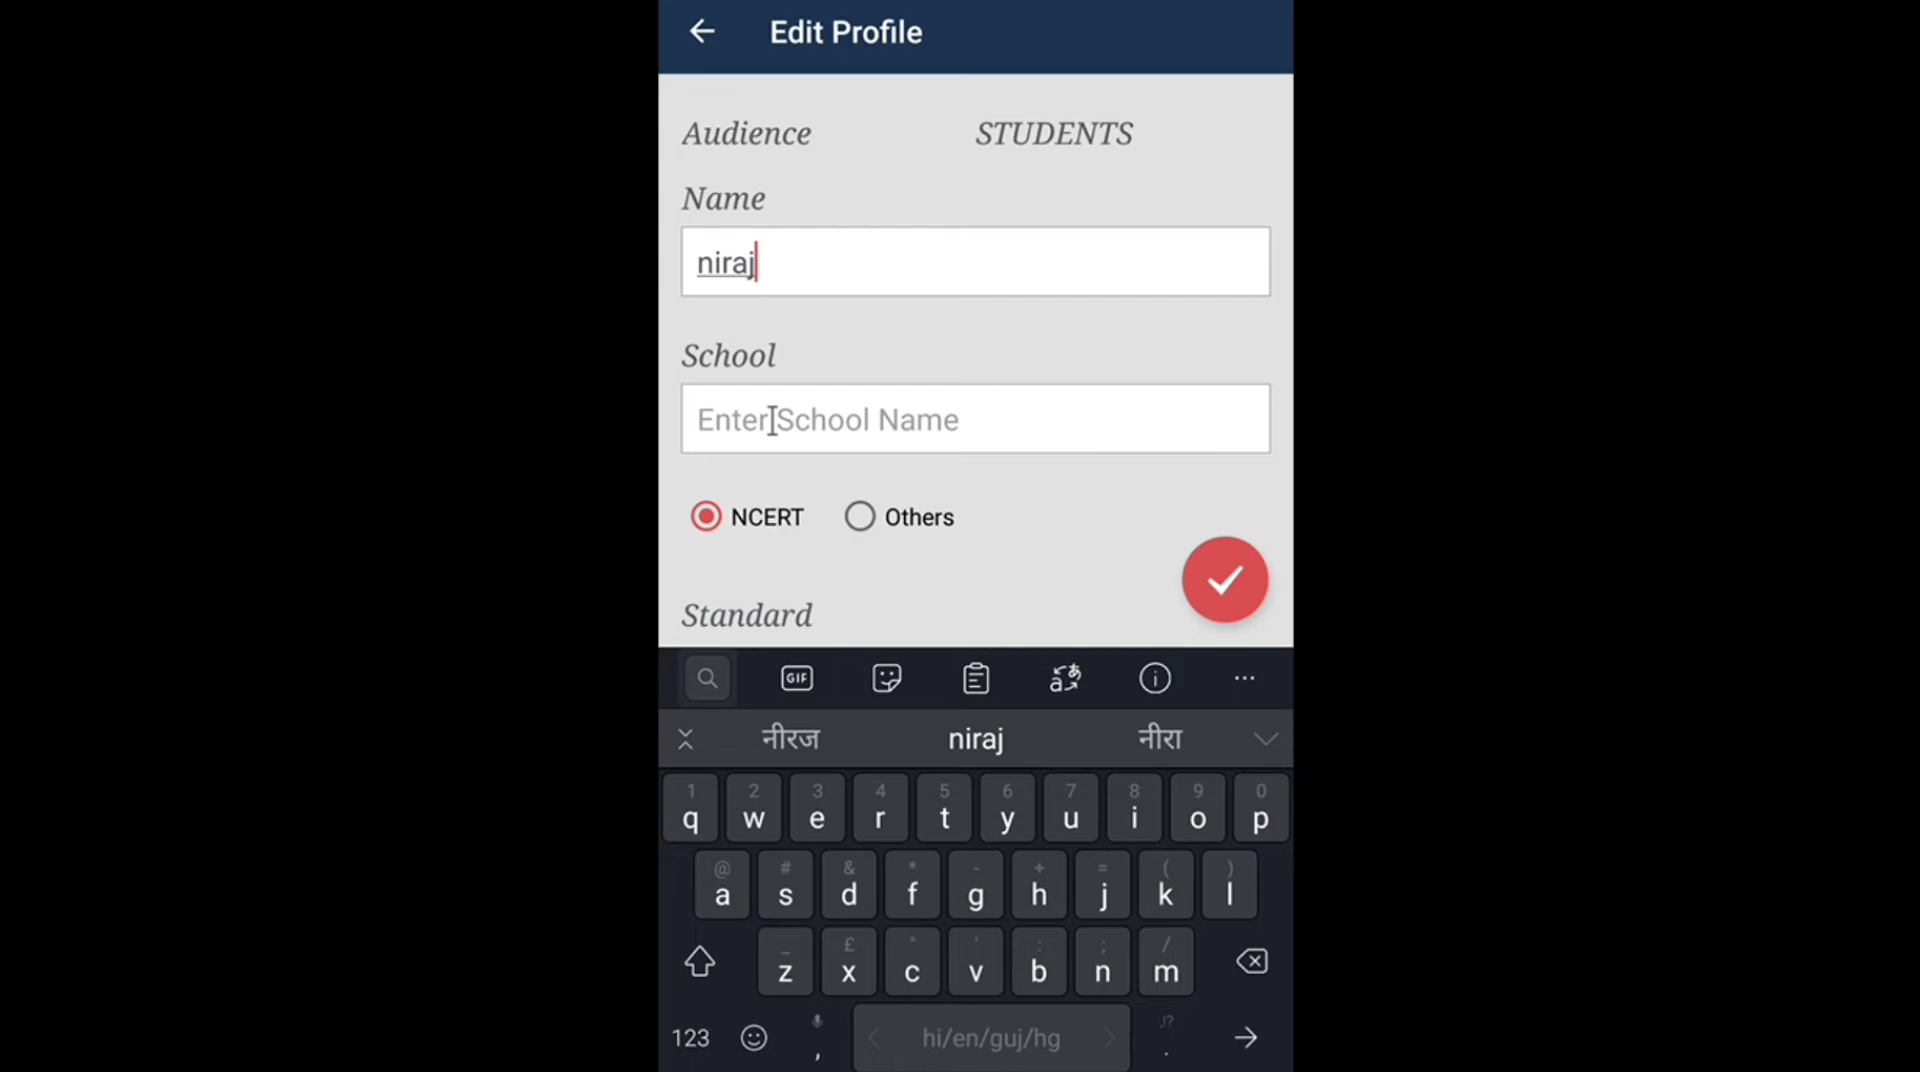 Edit Profile
Audience STUDENTS
Name
niraj
School
Enter School Name
NCERT Others
Standard
GIF
नीरज niraj नीरा
1 2 3 4 5 6 7 8 9 0
q w e r t y u i o p
@ # & * - + = ( )
a s d f g h j k l
_ £ " ' : ; /
z x c v b n m
123 , hi/en/guj/hg .!?
.